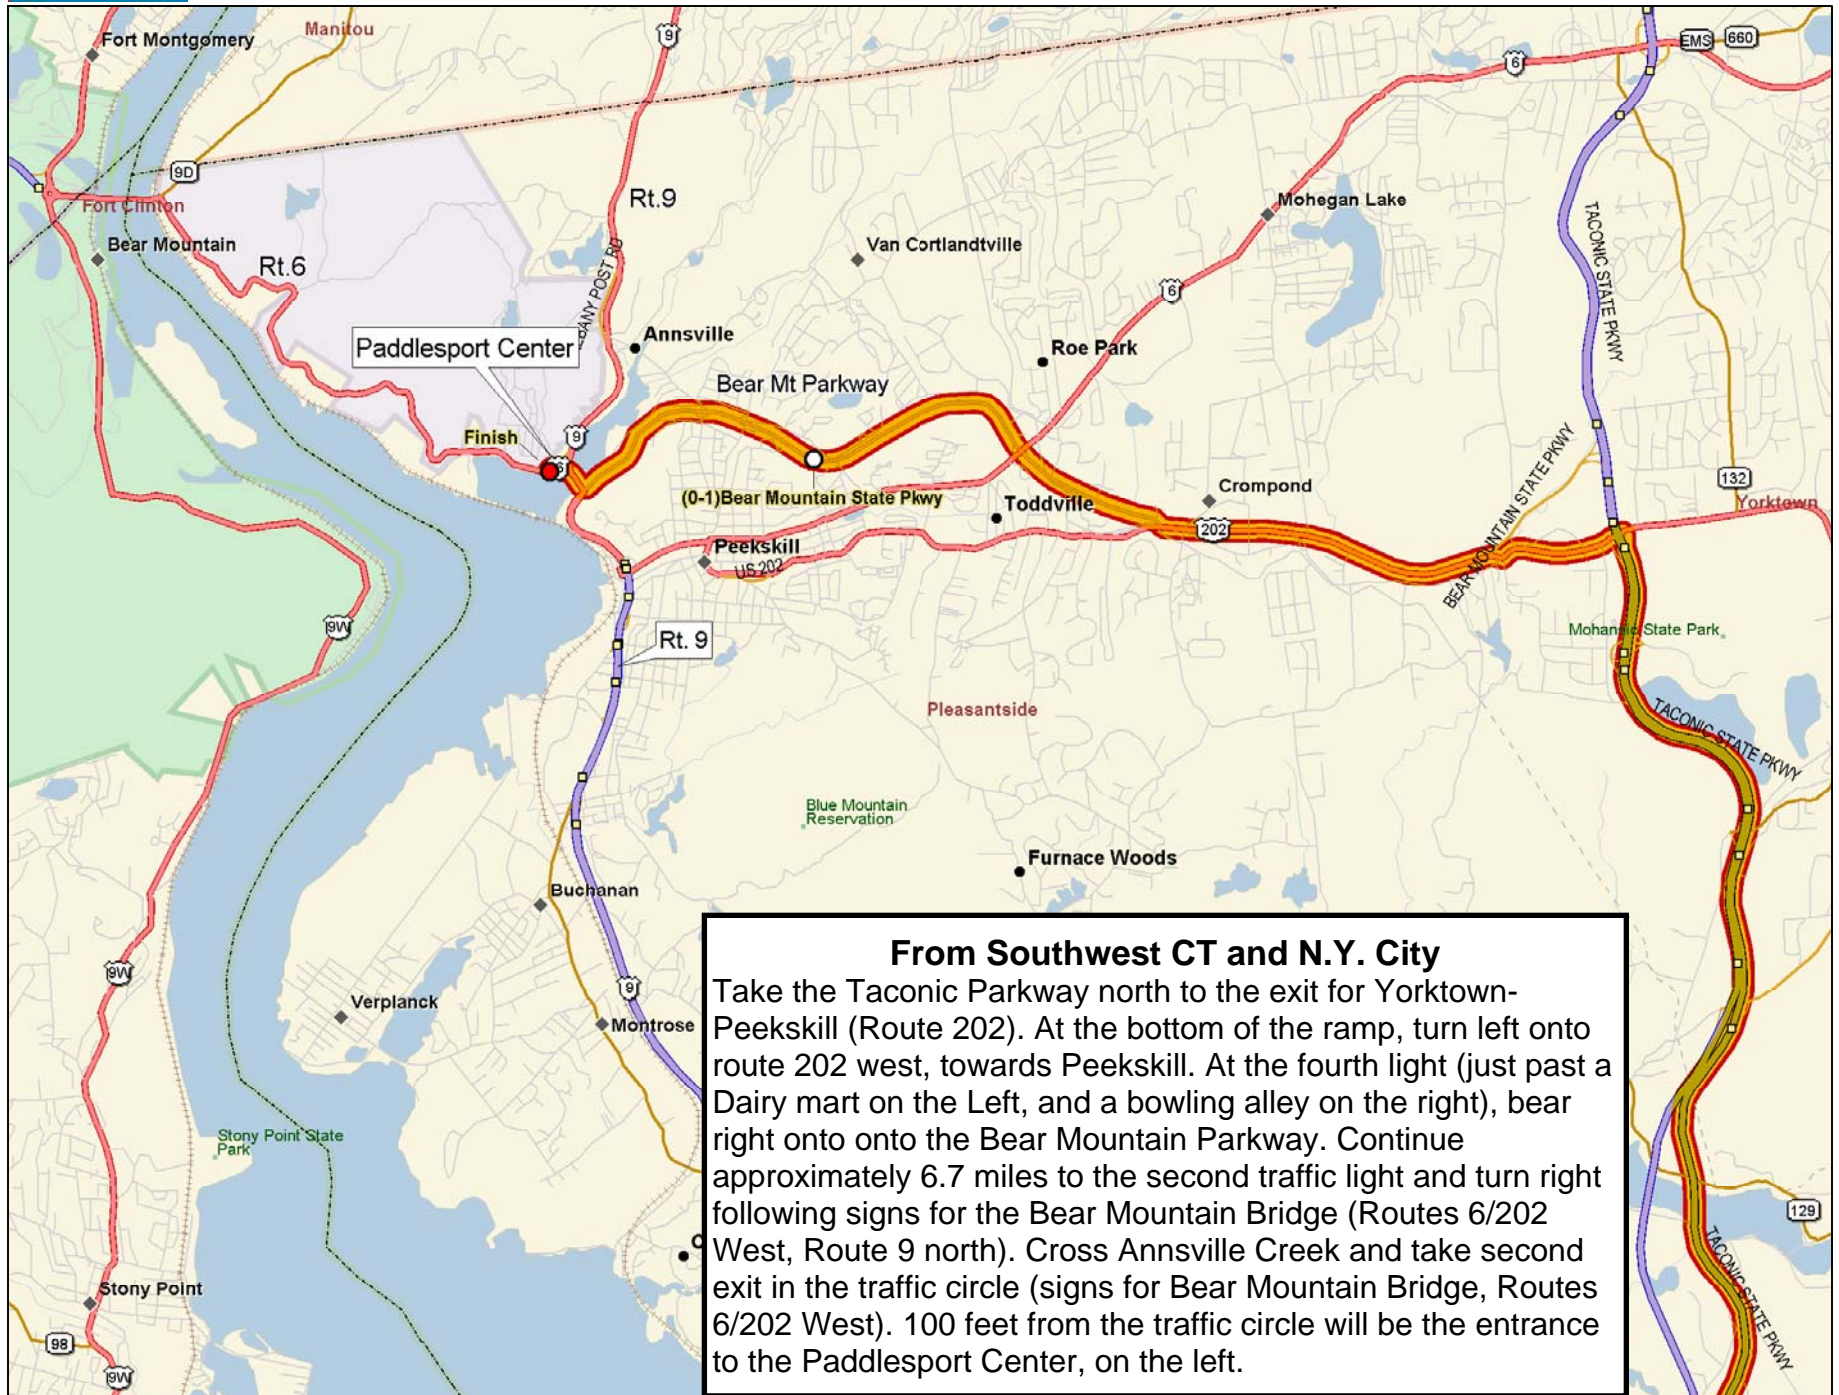 Fort Montgomery
Manitou
9
EMS
660
6
9D
Rt.9
Fort Clinton
Mohegan Lake
TACONIC STATE PKWY
Bear Mountain
Van Cortlandtville
Rt.6
6
Annsville
Roe Park
Paddlesport Center
Bear Mt Parkway
Finish
9
6
BEAR MOUNTAIN STATE PKWY
132
(0-1)Bear Mountain State Pkwy
Crompond
Toddville
Yorktown
202
Peekskill
US 202
9W
Rt. 9
Mohansic State Park
Pleasantside
TACONIC STATE PKWY
Blue Mountain
Reservation
Furnace Woods
Buchanan
9W
9
Verplanck
Montrose
Stony Point State
Park
129
TACONIC STATE PKWY
Stony Point
98
9W
From Southwest CT and N.Y. City
Take the Taconic Parkway north to the exit for Yorktown-
Peekskill (Route 202). At the bottom of the ramp, turn left onto
route 202 west, towards Peekskill. At the fourth light (just past a
Dairy mart on the Left, and a bowling alley on the right), bear
right onto onto the Bear Mountain Parkway. Continue
approximately 6.7 miles to the second traffic light and turn right
following signs for the Bear Mountain Bridge (Routes 6/202
West, Route 9 north). Cross Annsville Creek and take second
exit in the traffic circle (signs for Bear Mountain Bridge, Routes
6/202 West). 100 feet from the traffic circle will be the entrance
to the Paddlesport Center, on the left.